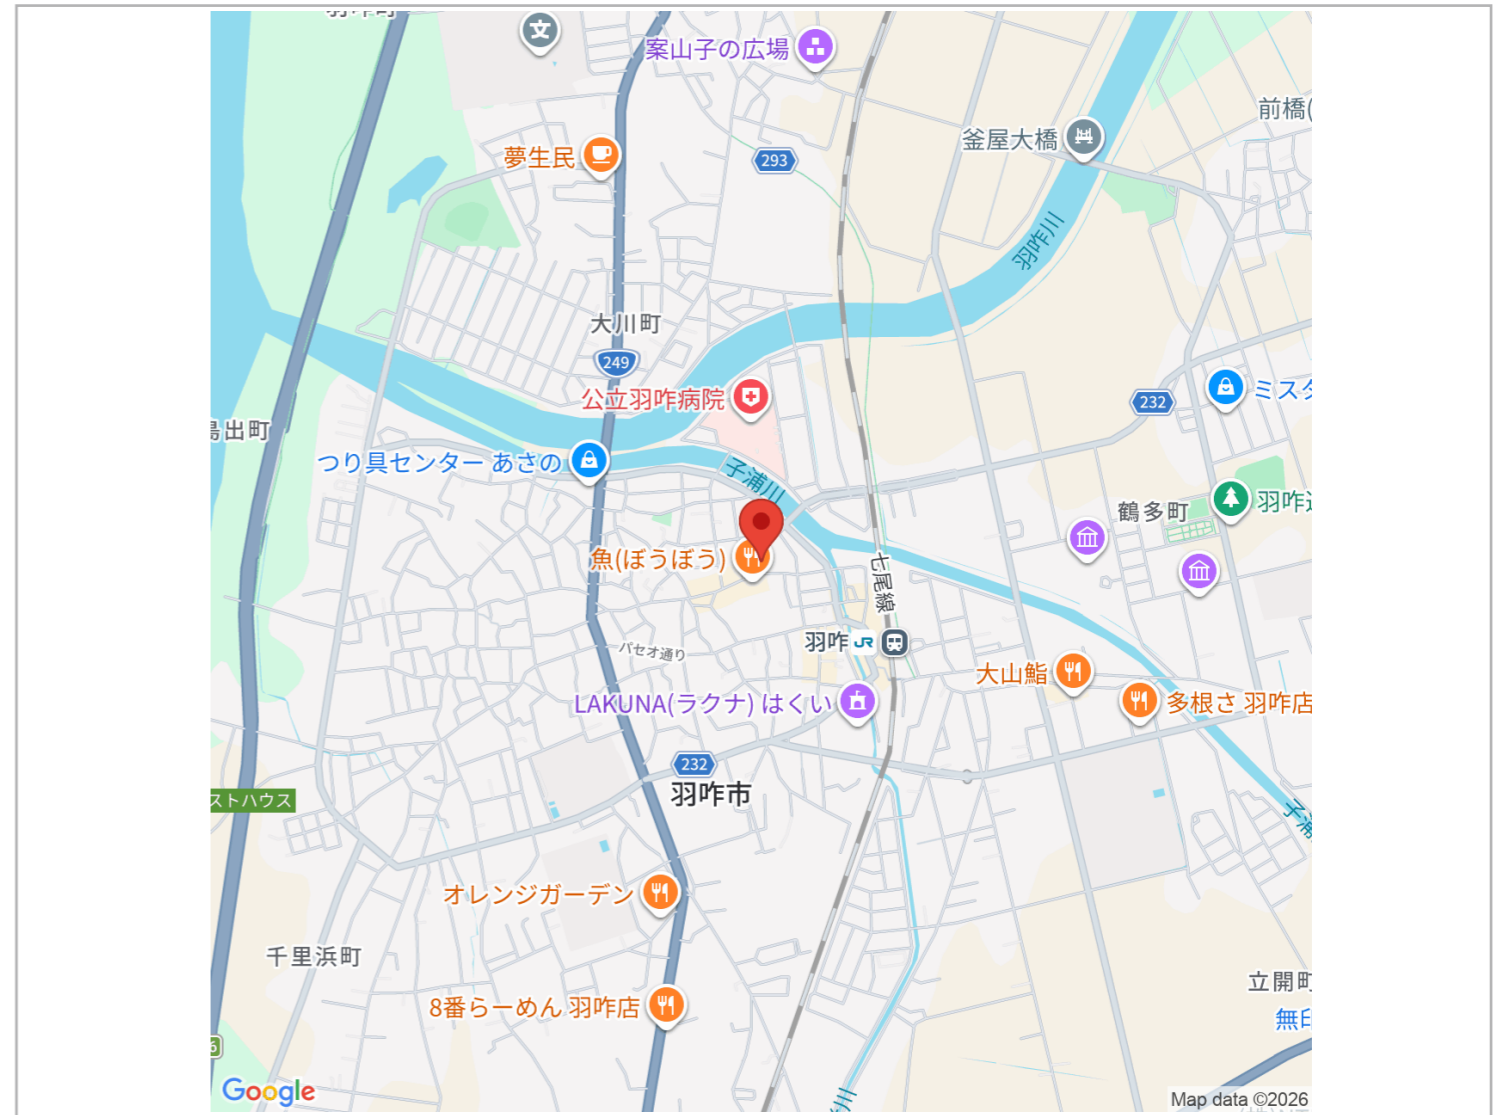 案山子の広場
前橋(
釜屋大橋
夢生民
293
羽咋川
大川町
249
公立羽咋病院
232
ミスタ
出町
つり具センター あさの
子浦川
鶴多町
羽咋
魚(ぼうぼう)
七尾線
羽咋 JR
パセオ通り
大山鮨
LAKUNA(ラクナ) はくい
多根さ 羽咋店
232
羽咋市
ストハウス
子浦
オレンジガーデン
千里浜町
立開町
8番らーめん 羽咋店
無印
Google
Map data ©2026